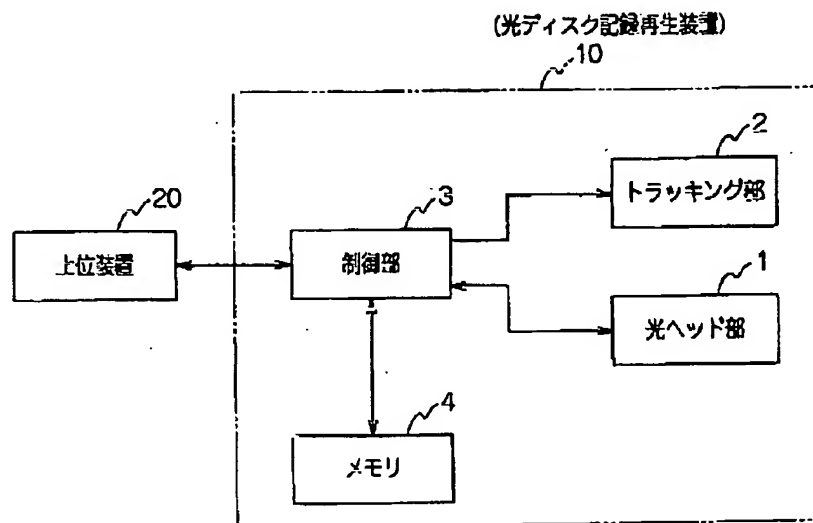 (光ディスク記録再生装置)
10
2
トラッキング部
20
3
上位装置
制御部
1
光ヘッド部
4
メモリ